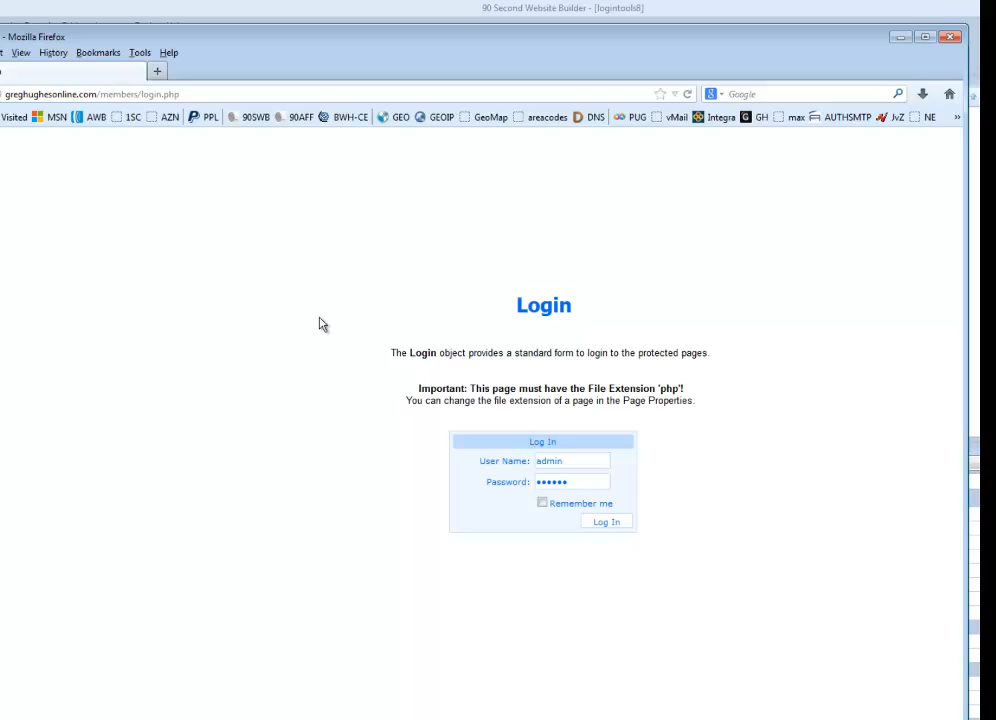 90 Second Website Builder - [logintools8]
- Mozilla Firefox
View History Bookmarks Tools Help
+
greghughesonline.com/members/login.php
Google
Visited MSN AWB 1SC AZN PPL 90SWB 90AFF BWH-CE GEO GEOIP GeoMap areacodes DNS PUG vMail Integra GH max AUTHSMTP JvZ NE »
Login
The Login object provides a standard form to login to the protected pages.
Important: This page must have the File Extension 'php'!
You can change the file extension of a page in the Page Properties.
Log In
User Name: admin
Password: ••••••
Remember me
Log In